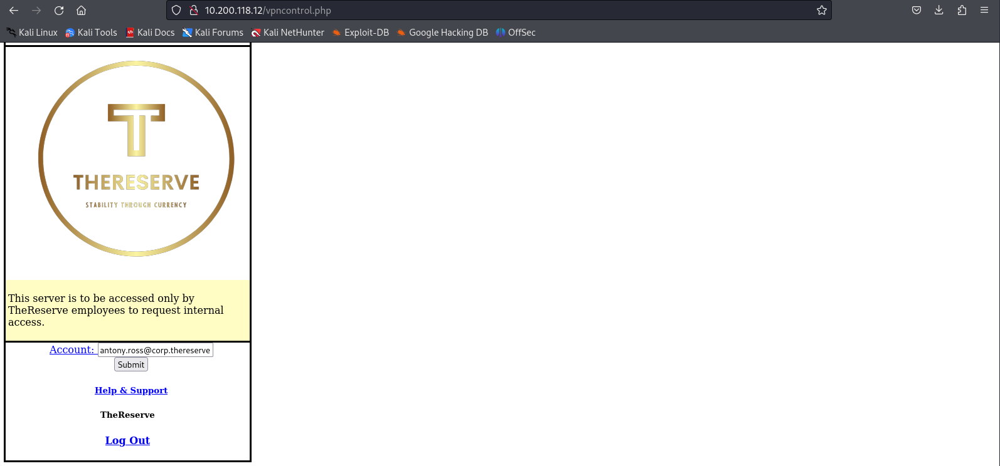 10.200.118.12/vpncontrol.php
Kali Linux Kali Tools Kali Docs Kali Forums Kali NetHunter Exploit-DB Google Hacking DB OffSec
T
THERESERVE
STABILITY THROUGH CURRENCY
This server is to be accessed only by
TheReserve employees to request internal
access.
Account: antony.ross@corp.thereserve
Submit
Help & Support
TheReserve
Log Out